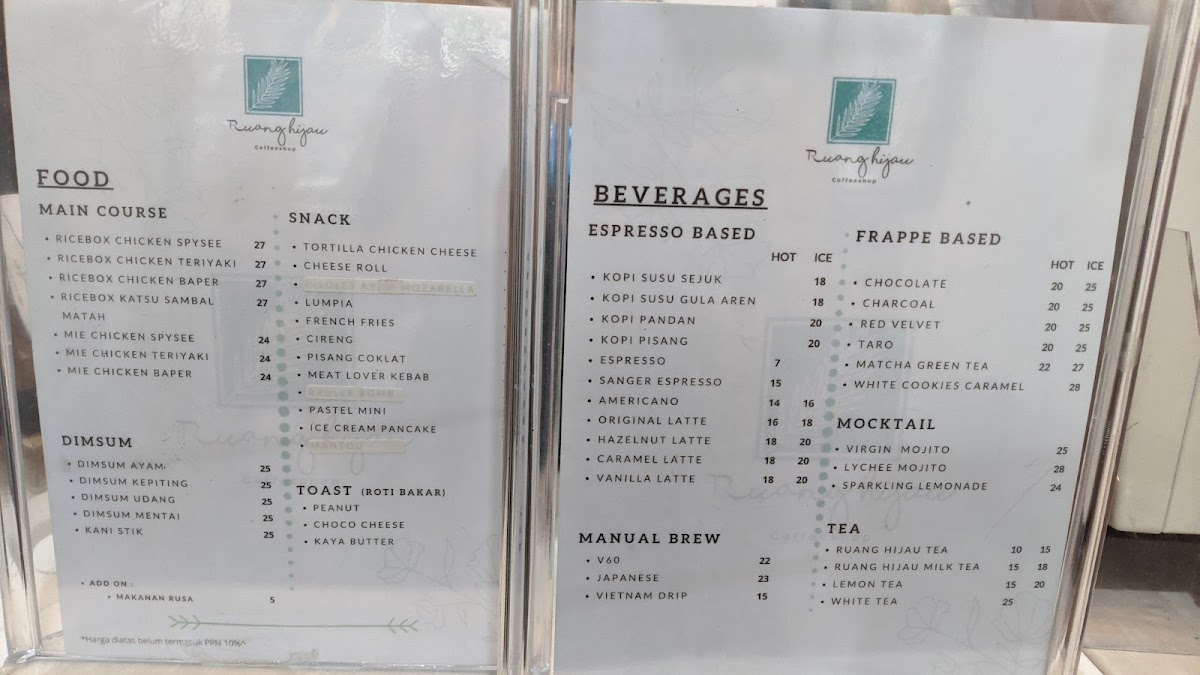 Ruang hijau
Coffeeshop
FOOD
MAIN COURSE
• RICEBOX CHICKEN SPYSEE 27
• RICEBOX CHICKEN TERIYAKI 27
• RICEBOX CHICKEN BAPER 27
• RICEBOX KATSU SAMBAL 27
MATAH
• MIE CHICKEN SPYSEE 24
• MIE CHICKEN TERIYAKI 24
• MIE CHICKEN BAPER 24
DIMSUM
• DIMSUM AYAM 25
• DIMSUM KEPITING 25
• DIMSUM UDANG 25
• DIMSUM MENTAI 25
• KANI STIK 25
• ADD ON :
• MAKANAN RUSA 5
*Harga diatas belum termasuk PPN 10%^
SNACK
• TORTILLA CHICKEN CHEESE
• CHEESE ROLL
• RISOLES AYAM MOZARELLA
• LUMPIA
• FRENCH FRIES
• CIRENG
• PISANG COKLAT
• MEAT LOVER KEBAB
• BRULEE BOMB
• PASTEL MINI
• ICE CREAM PANCAKE
• MANTOU
TOAST (ROTI BAKAR)
• PEANUT
• CHOCO CHEESE
• KAYA BUTTER
Ruang hijau
Coffeeshop
BEVERAGES
ESPRESSO BASED
HOT ICE
• KOPI SUSU SEJUK 18
• KOPI SUSU GULA AREN 18
• KOPI PANDAN 20
• KOPI PISANG 20
• ESPRESSO 7
• SANGER ESPRESSO 15
• AMERICANO 14 16
• ORIGINAL LATTE 16 18
• HAZELNUT LATTE 18 20
• CARAMEL LATTE 18 20
• VANILLA LATTE 18 20
MANUAL BREW
• V60 22
• JAPANESE 23
• VIETNAM DRIP 15
FRAPPE BASED
HOT ICE
• CHOCOLATE 20 25
• CHARCOAL 20 25
• RED VELVET 20 25
• TARO 20 25
• MATCHA GREEN TEA 22 27
• WHITE COOKIES CARAMEL 28
MOCKTAIL
• VIRGIN MOJITO 25
• LYCHEE MOJITO 28
• SPARKLING LEMONADE 24
TEA
• RUANG HIJAU TEA 10 15
• RUANG HIJAU MILK TEA 15 18
• LEMON TEA 15 20
• WHITE TEA 25